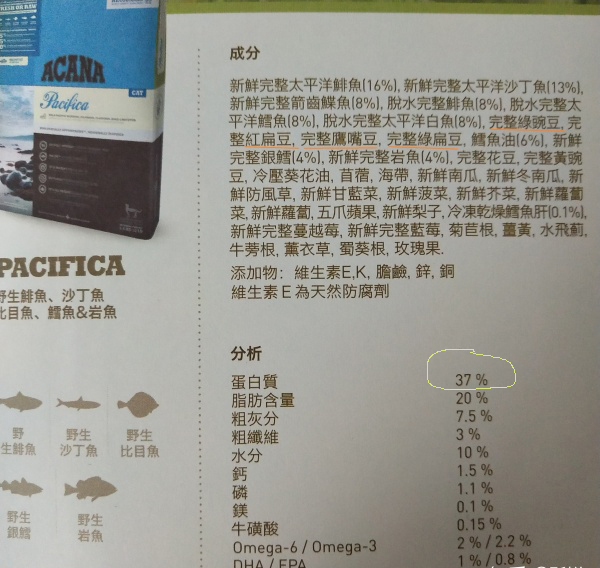 ACANA
Pacifica
CAT
PACIFICA
野生鯡魚、沙丁魚
比目魚、鱈魚&岩魚
野
生鯡魚
野生
沙丁魚
野生
比目魚
野生
銀鱈
野生
岩魚
成分
新鮮完整太平洋鯡魚(16%), 新鮮完整太平洋沙丁魚(13%),
新鮮完整箭齒鰈魚(8%), 脫水完整鯡魚(8%), 脫水完整太
平洋鱈魚(8%), 脫水完整太平洋白魚(8%), 完整綠豌豆, 完
整紅扁豆, 完整鷹嘴豆, 完整綠扁豆, 鱈魚油(6%), 新鮮
完整銀鱈(4%), 新鮮完整岩魚(4%), 完整花豆, 完整黃豌
豆, 冷壓葵花油, 苜蓿, 海帶, 新鮮南瓜, 新鮮冬南瓜, 新
鮮防風草, 新鮮甘藍菜, 新鮮菠菜, 新鮮芥菜, 新鮮蘿蔔
菜, 新鮮蘿蔔, 五爪蘋果, 新鮮梨子, 冷凍乾燥鱈魚肝(0.1%),
新鮮完整蔓越莓, 新鮮完整藍莓, 菊苣根, 薑黃, 水飛薊,
牛蒡根, 薰衣草, 蜀葵根, 玫瑰果.
添加物: 維生素E,K, 膽鹼, 鋅, 銅
維生素E為天然防腐劑
分析
蛋白質 37 %
脂肪含量 20 %
粗灰分 7.5 %
粗纖維 3 %
水分 10 %
鈣 1.5 %
磷 1.1 %
鎂 0.1 %
牛磺酸 0.15 %
Omega-6 / Omega-3 2 % / 2.2 %
DHA / EPA 1 % / 0.8 %